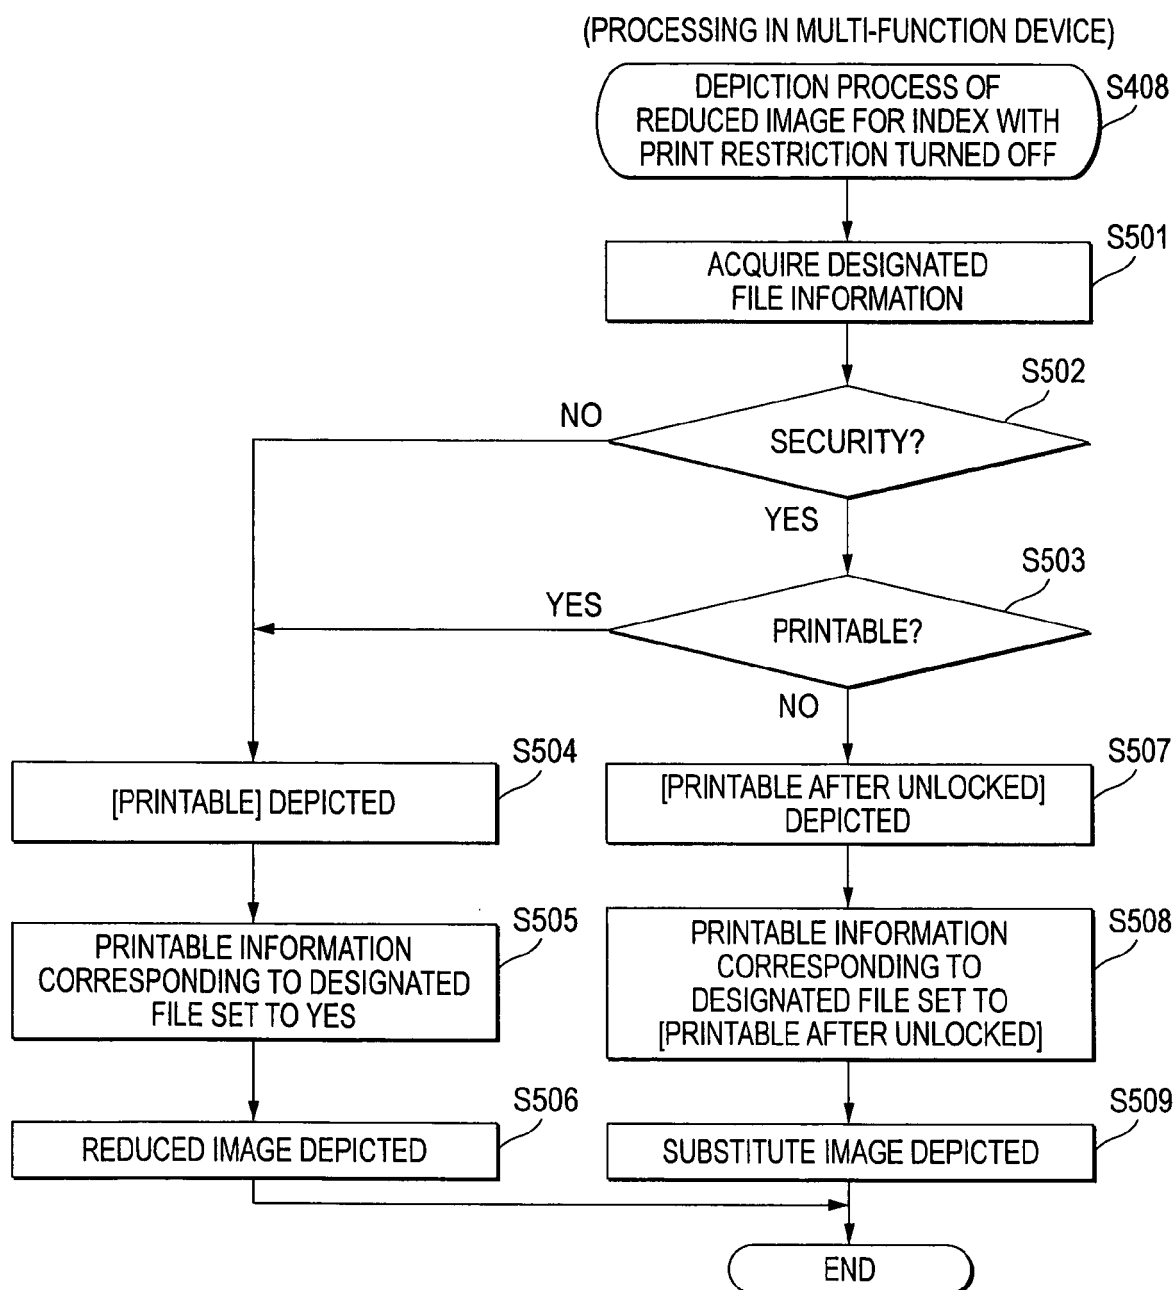 (PROCESSING IN MULTI-FUNCTION DEVICE)
DEPICTION PROCESS OF
REDUCED IMAGE FOR INDEX WITH
PRINT RESTRICTION TURNED OFF
S408
S501
ACQUIRE DESIGNATED
FILE INFORMATION
S502
NO
SECURITY?
YES
S503
YES
PRINTABLE?
NO
S504
[PRINTABLE] DEPICTED
S507
[PRINTABLE AFTER UNLOCKED]
DEPICTED
S505
PRINTABLE INFORMATION
CORRESPONDING TO DESIGNATED
FILE SET TO YES
S508
PRINTABLE INFORMATION
CORRESPONDING TO
DESIGNATED FILE SET TO
[PRINTABLE AFTER UNLOCKED]
S506
REDUCED IMAGE DEPICTED
S509
SUBSTITUTE IMAGE DEPICTED
END